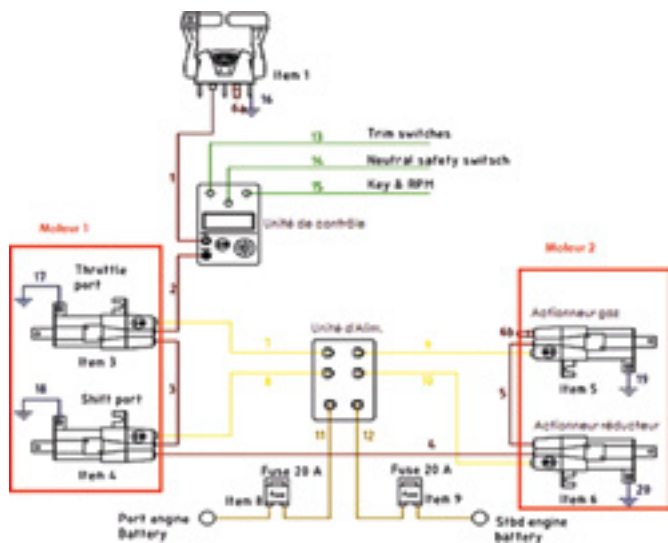 Item 1
6a
16
13
Trim switches
14
Neutral safety switsch
15
Key & RPM
1
Unité de contrôle
Moteur 1
Moteur 2
17
Throttle
port
2
Item 3
7
Unité d'Alim.
9
Actionneur gaz
6b
8
10
19
Item 5
18
Shift port
3
5
Item 4
11
12
4
Actionneur réducteur
Fuse 20 A
Fuse 20 A
Item 8
Item 9
Item 6
20
Port engine
Battery
Stbd engine
Battery